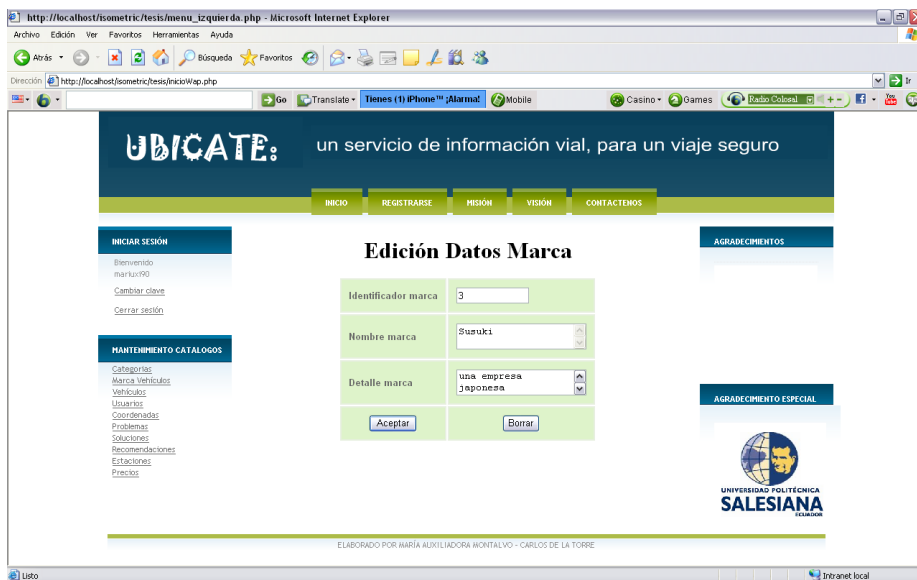 http://localhost/isometric/tesis/menu_izquierda.php - Microsoft Internet Explorer
Archivo Edición Ver Favoritos Herramientas Ayuda
Atrás Búsqueda Favoritos
Dirección http://localhost/isometric/tesis/inicioWap.php Ir
Go Translate Tienes (1) iPhone™ ¡Alarma! Mobile Casino Games Radio Colosal You Tube
UBICATE: un servicio de información vial, para un viaje seguro
INICIO REGISTRARSE MISIÓN VISIÓN CONTACTENOS
INICIAR SESIÓN
Bienvenido
mariuxi90
Cambiar clave
Cerrar sesión
MANTENIMIENTO CATALOGOS
Categorias
Marca Vehículos
Vehículos
Usuarios
Coordenadas
Problemas
Soluciones
Recomendaciones
Estaciones
Precios
Edición Datos Marca
Identificador marca 3
Nombre marca Susuki
Detalle marca una empresa
japonesa
Aceptar Borrar
AGRADECIMIENTOS
AGRADECIMIENTO ESPECIAL
UNIVERSIDAD POLITÉCNICA
SALESIANA
ECUADOR
ELABORADO POR MARÍA AUXILIADORA MONTALVO - CARLOS DE LA TORRE
Listo Intranet local